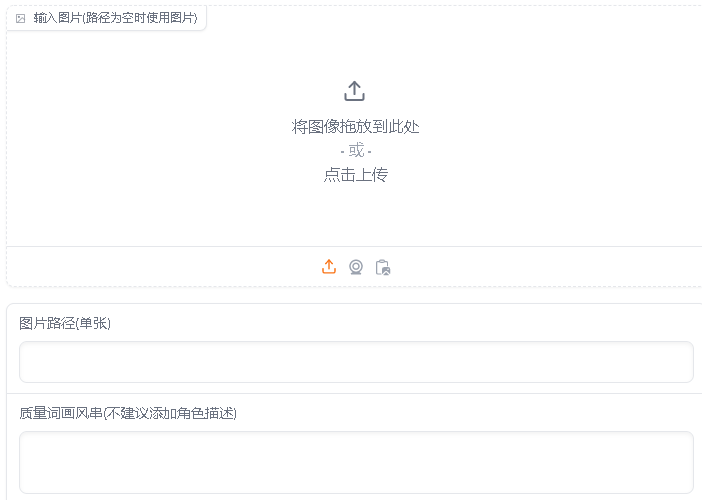 输入图片(路径为空时使用图片)
将图像拖放到此处
- 或 -
点击上传
图片路径(单张)
质量词画风串(不建议添加角色描述)